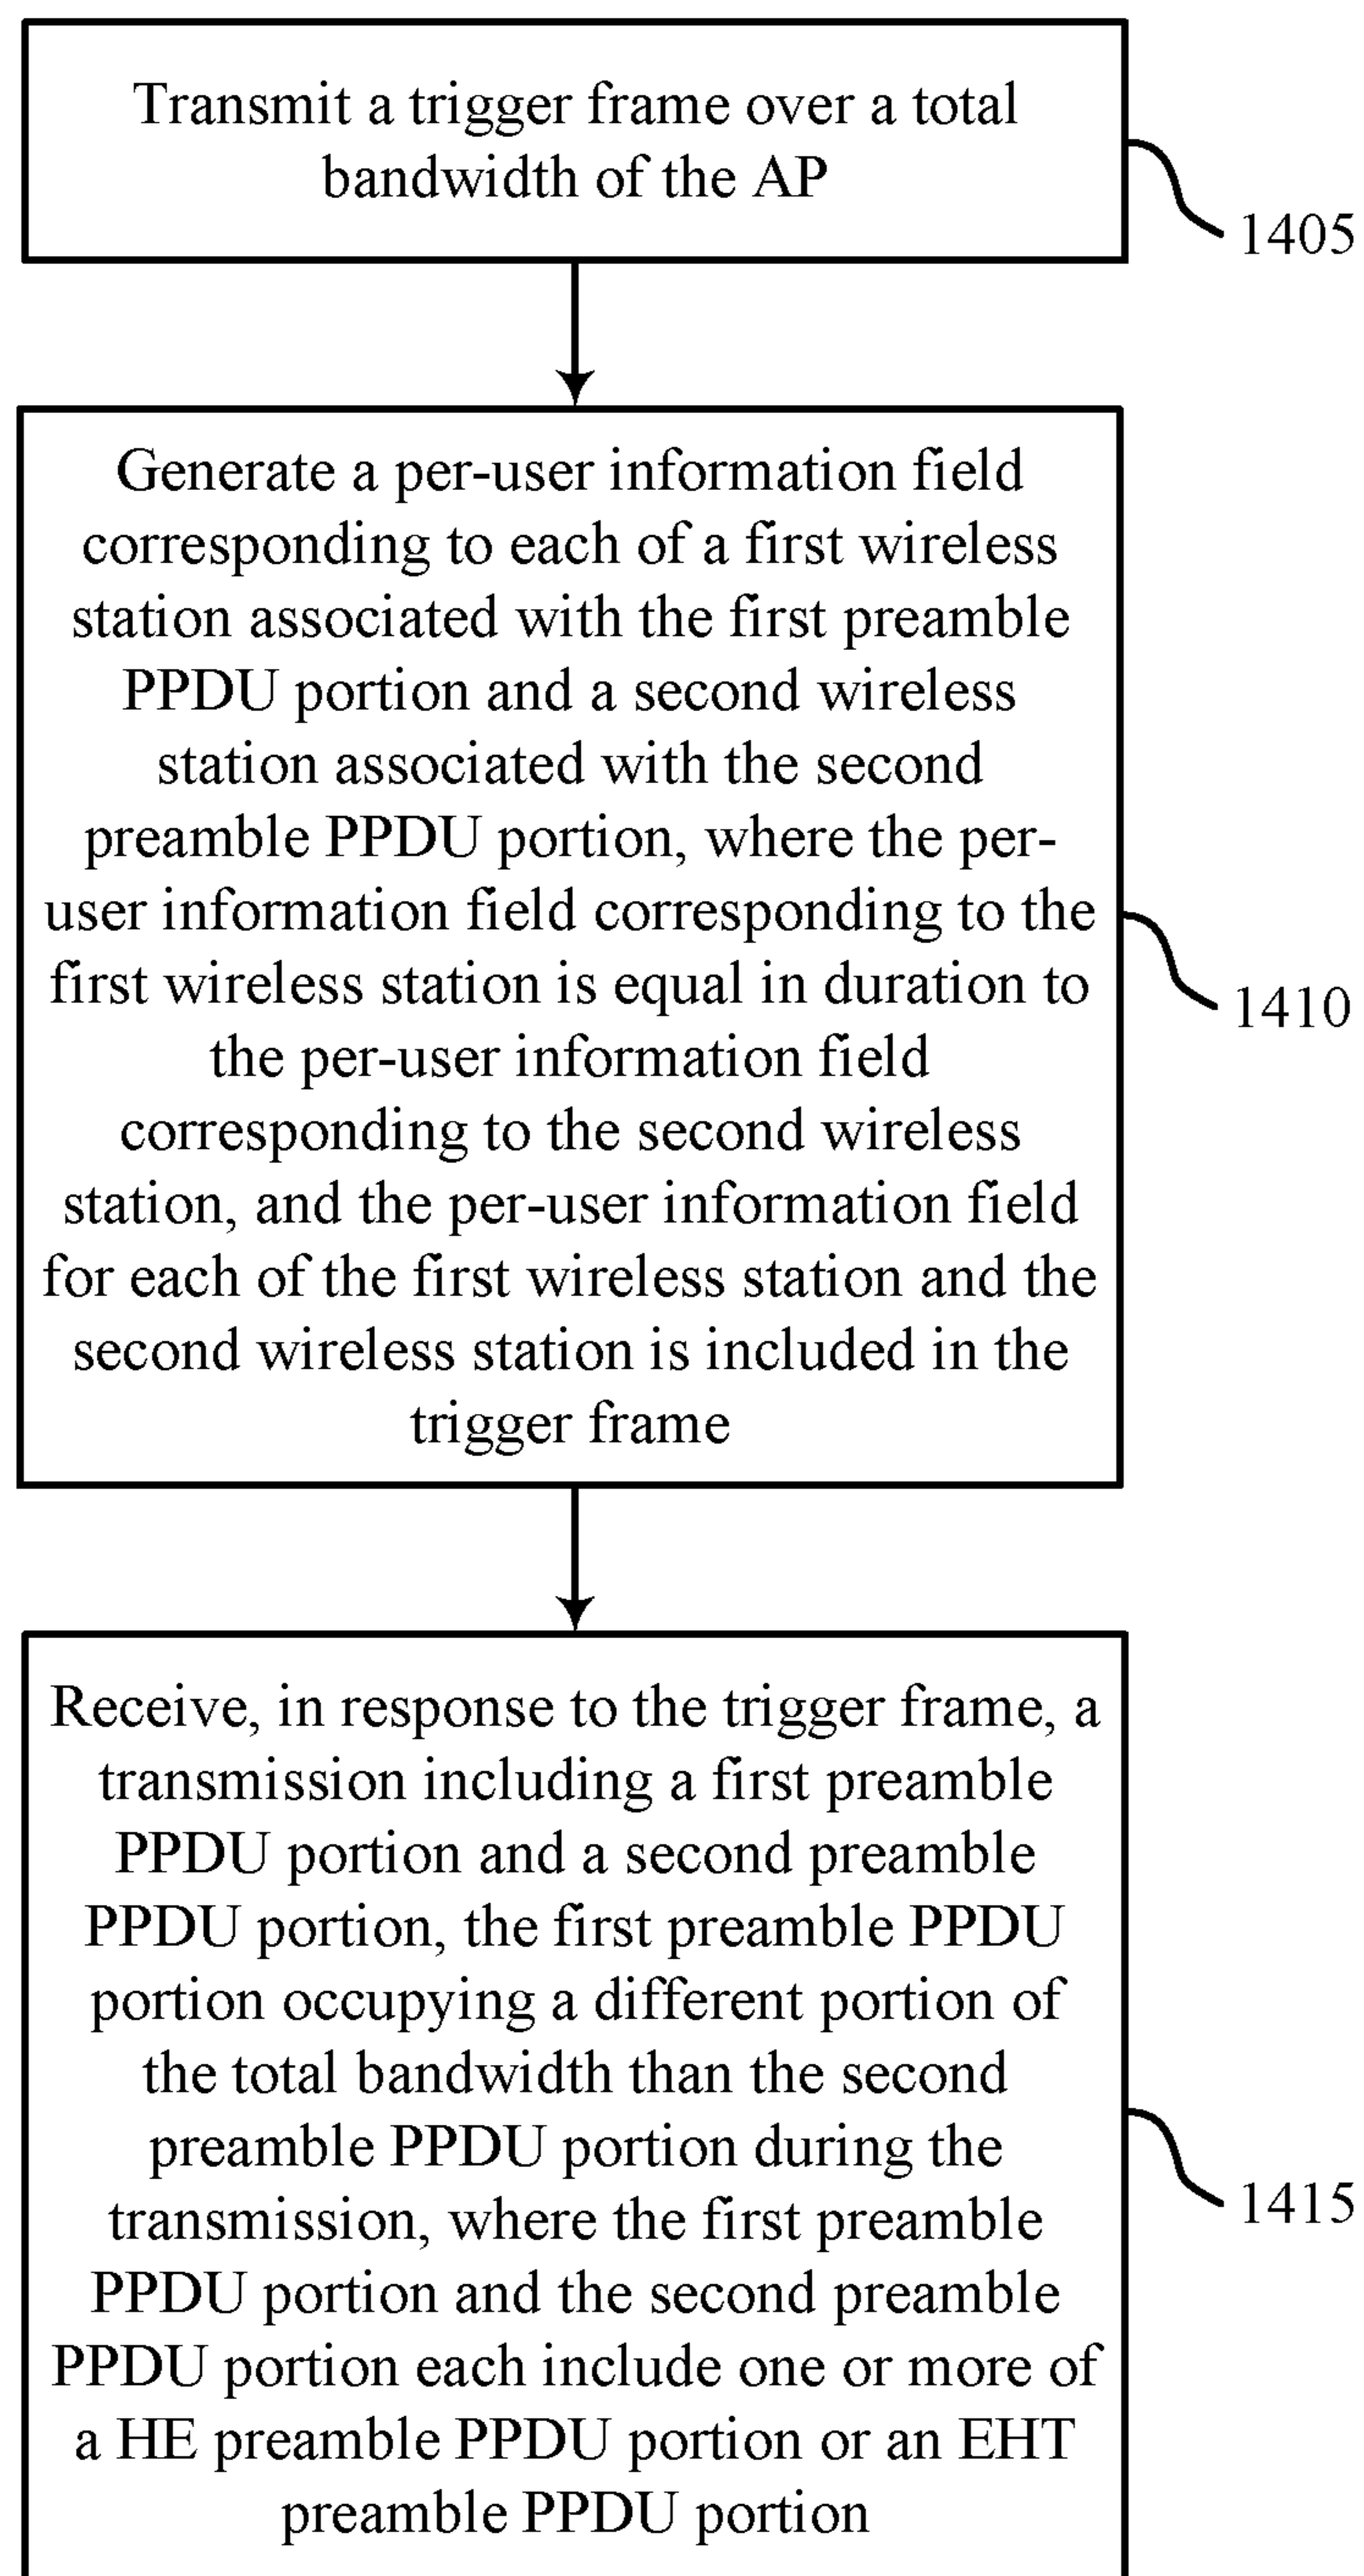 Transmit a trigger frame over a total
bandwidth of the AP
1405
Generate a per-user information field
corresponding to each of a first wireless
station associated with the first preamble
PPDU portion and a second wireless
station associated with the second
preamble PPDU portion, where the per-
user information field corresponding to the
first wireless station is equal in duration to
the per-user information field
corresponding to the second wireless
station, and the per-user information field
for each of the first wireless station and the
second wireless station is included in the
trigger frame
1410
Receive, in response to the trigger frame, a
transmission including a first preamble
PPDU portion and a second preamble
PPDU portion, the first preamble PPDU
portion occupying a different portion of
the total bandwidth than the second
preamble PPDU portion during the
transmission, where the first preamble
PPDU portion and the second preamble
PPDU portion each include one or more of
a HE preamble PPDU portion or an EHT
preamble PPDU portion
1415